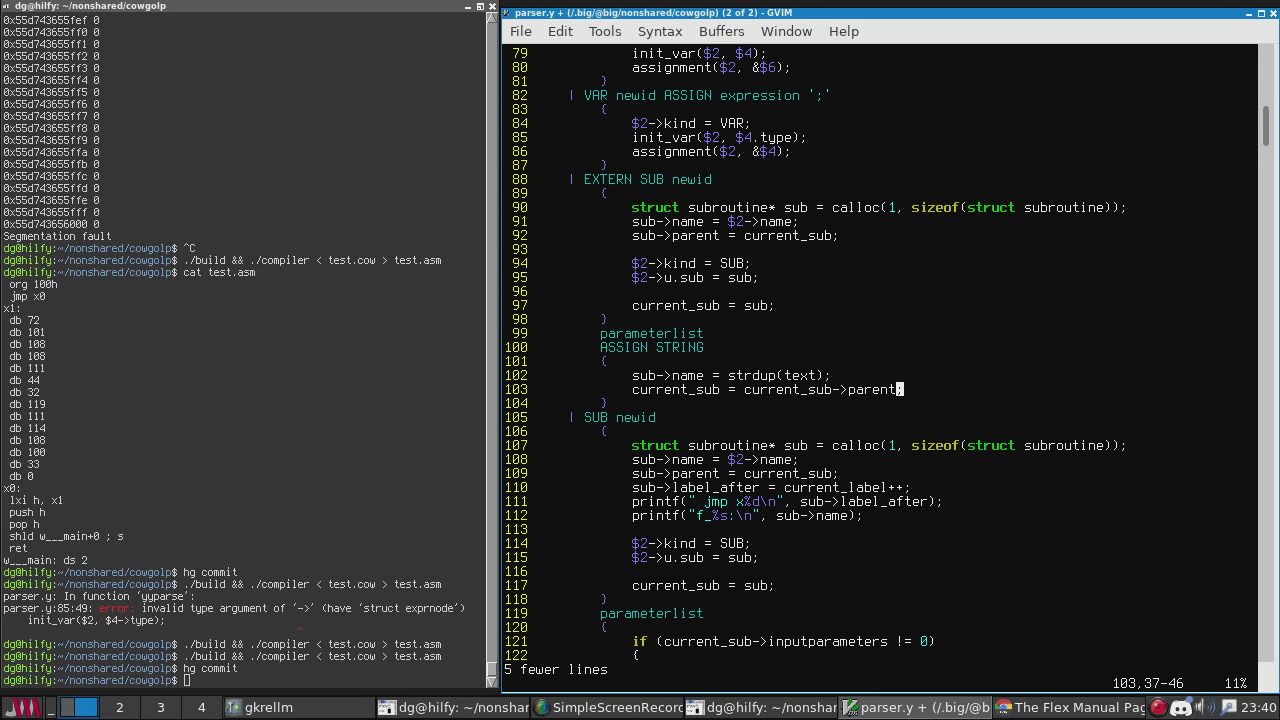 dg@hilfy: ~/nonshared/cowgolp
0x55d743655fef 0
0x55d743655ff0 0
0x55d743655ff1 0
0x55d743655ff2 0
0x55d743655ff3 0
0x55d743655ff4 0
0x55d743655ff5 0
0x55d743655ff6 0
0x55d743655ff7 0
0x55d743655ff8 0
0x55d743655ff9 0
0x55d743655ffa 0
0x55d743655ffb 0
0x55d743655ffc 0
0x55d743655ffd 0
0x55d743655ffe 0
0x55d743655fff 0
0x55d743656000 0
Segmentation fault
dg@hilfy:~/nonshared/cowgolp$ ^C
dg@hilfy:~/nonshared/cowgolp$ ./build && ./compiler < test.cow > test.asm
dg@hilfy:~/nonshared/cowgolp$ cat test.asm
 org 100h
 jmp x0
x1:
 db 72
 db 101
 db 108
 db 108
 db 111
 db 44
 db 32
 db 119
 db 111
 db 114
 db 108
 db 100
 db 33
 db 0
x0:
 lxi h, x1
 push h
 pop h
 shld w___main+0 ; s
 ret
w___main: ds 2
dg@hilfy:~/nonshared/cowgolp$ hg commit
dg@hilfy:~/nonshared/cowgolp$ ./build && ./compiler < test.cow > test.asm
parser.y: In function ‘yyparse’:
parser.y:85:49: error: invalid type argument of ‘->’ (have ‘struct exprnode’)
    init_var($2, $4->type);
^
dg@hilfy:~/nonshared/cowgolp$ ./build && ./compiler < test.cow > test.asm
dg@hilfy:~/nonshared/cowgolp$ ./build && ./compiler < test.cow > test.asm
dg@hilfy:~/nonshared/cowgolp$ hg commit
dg@hilfy:~/nonshared/cowgolp$
parser.y + (/.big/@big/nonshared/cowgolp) (2 of 2) - GVIM
File Edit Tools Syntax Buffers Window Help
79             init_var($2, $4);
80             assignment($2, &$6);
81         }
82     | VAR newid ASSIGN expression ';'
83         {
84             $2->kind = VAR;
85             init_var($2, $4.type);
86             assignment($2, &$4);
87         }
88     | EXTERN SUB newid
89         {
90             struct subroutine* sub = calloc(1, sizeof(struct subroutine));
91             sub->name = $2->name;
92             sub->parent = current_sub;
93
94             $2->kind = SUB;
95             $2->u.sub = sub;
96
97             current_sub = sub;
98         }
99         parameterlist
100         ASSIGN STRING
101         {
102             sub->name = strdup(text);
103             current_sub = current_sub->parent;
104         }
105     | SUB newid
106         {
107             struct subroutine* sub = calloc(1, sizeof(struct subroutine));
108             sub->name = $2->name;
109             sub->parent = current_sub;
110             sub->label_after = current_label++;
111             printf(" jmp x%d\n", sub->label_after);
112             printf("f_%s:\n", sub->name);
113
114             $2->kind = SUB;
115             $2->u.sub = sub;
116
117             current_sub = sub;
118         }
119         parameterlist
120         {
121             if (current_sub->inputparameters != 0)
122             {
5 fewer lines
103,37-46 11%
2 3 4 gkrellm dg@hilfy: ~/nonshar SimpleScreenRecord dg@hilfy: ~/nonshar parser.y + (/.big/@b The Flex Manual Pag 23:40